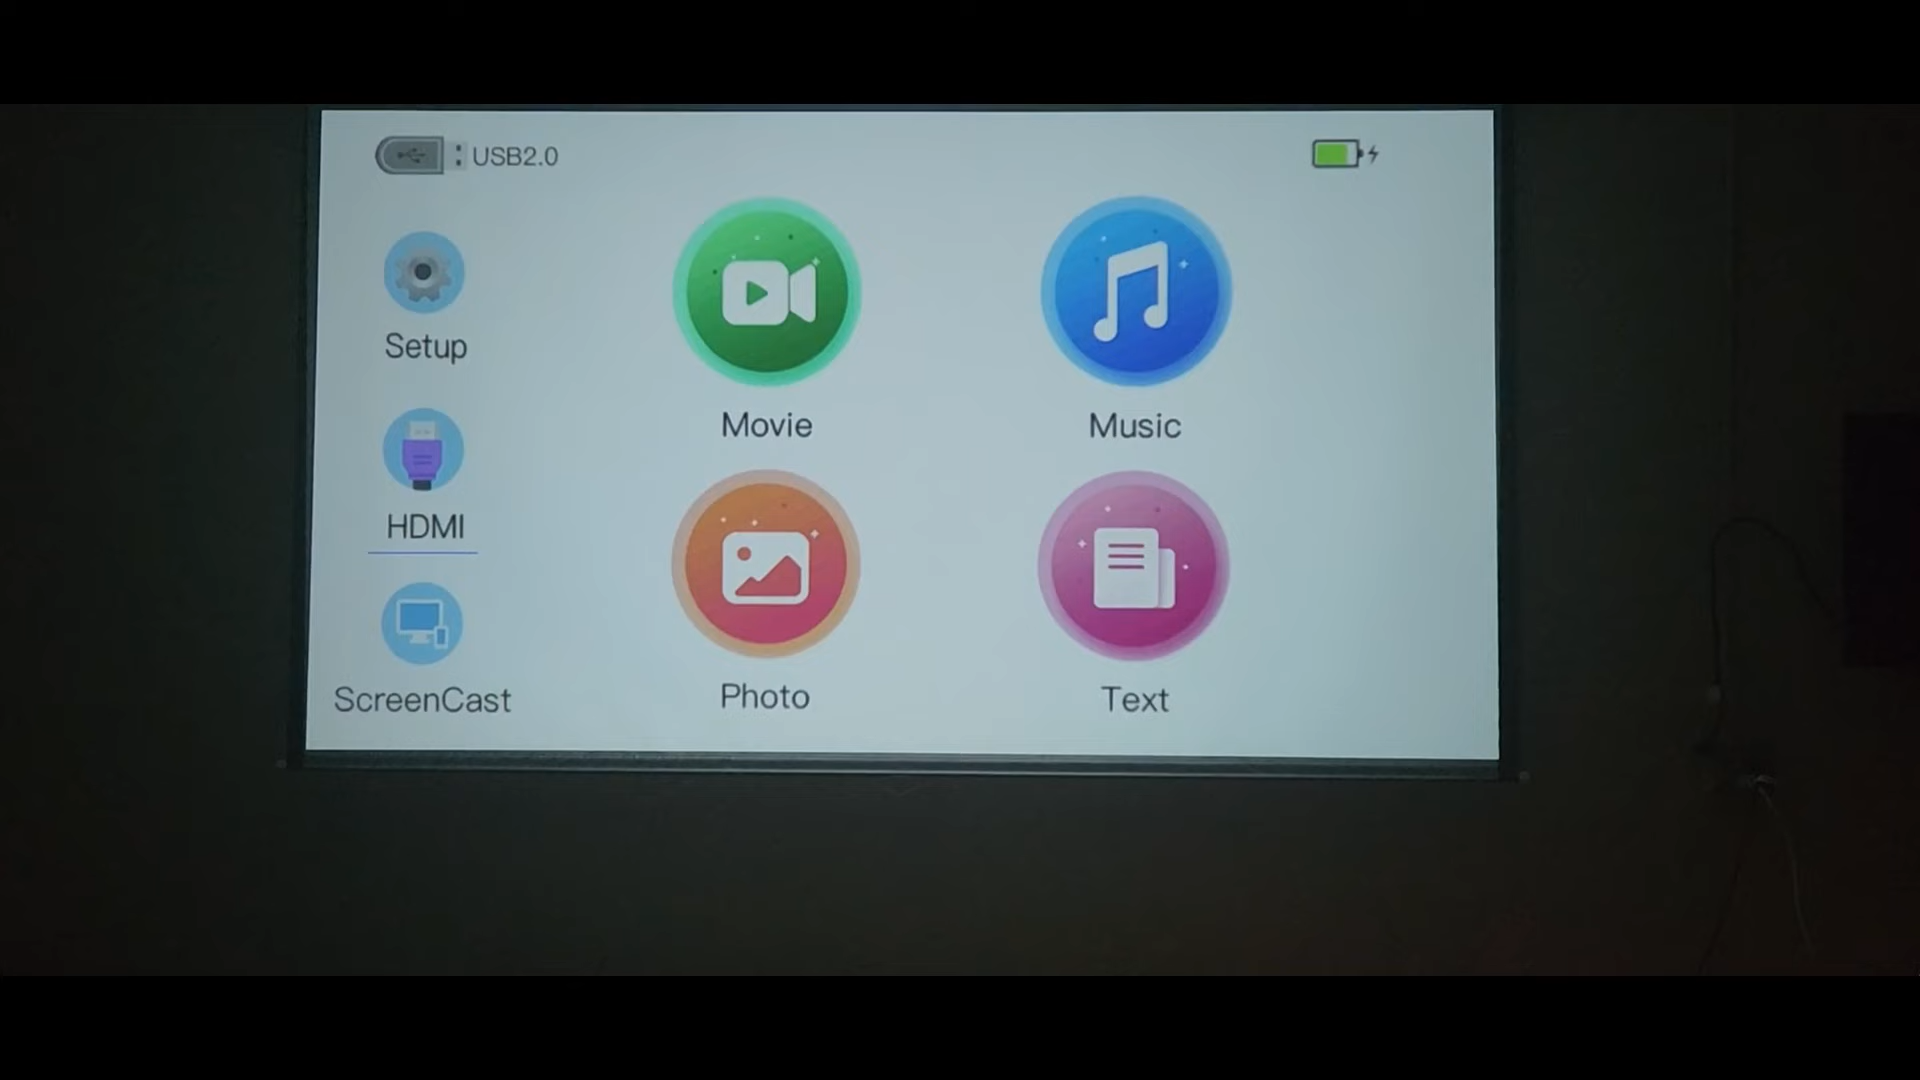 : USB2.0
Setup
Movie
Music
HDMI
Photo
Text
ScreenCast